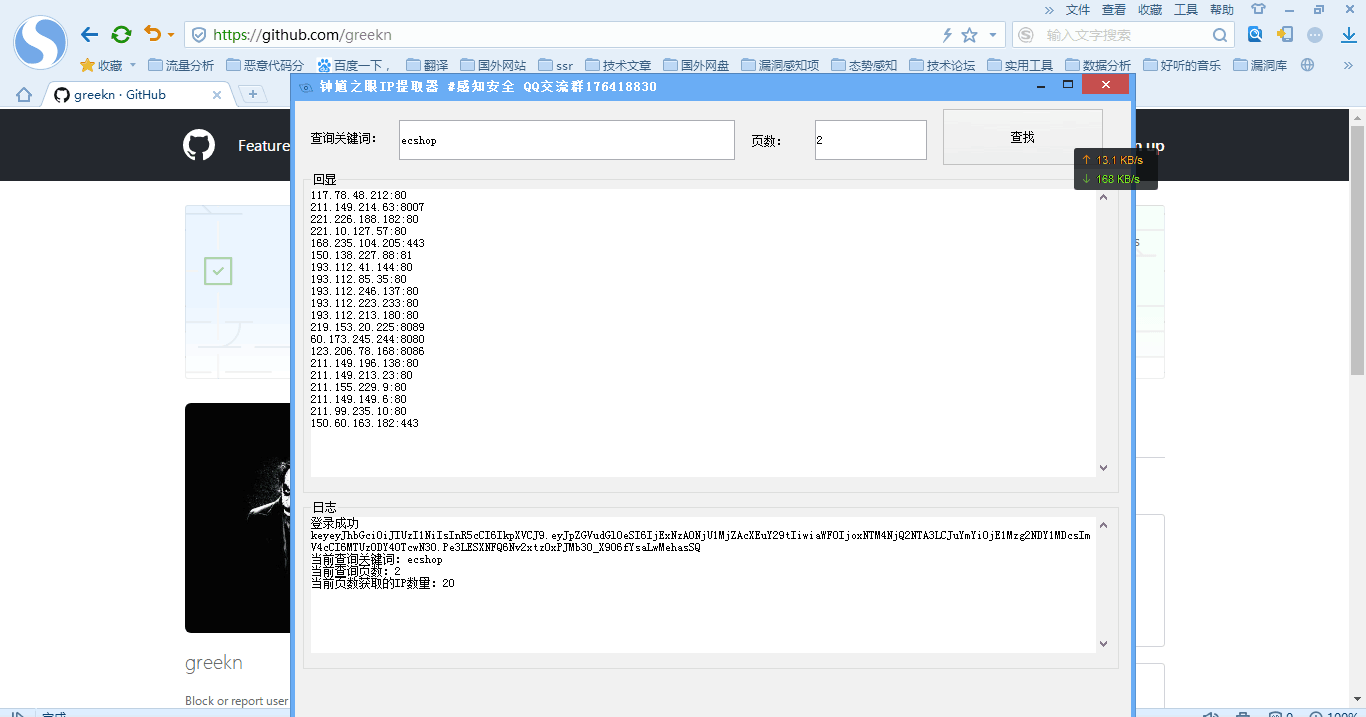 » 文件 查看 收藏 工具 帮助
https://github.com/greekn
输入文字搜索
收藏 流量分析 恶意代码分 百度一下， 翻译 国外网站 ssr 技术文章 国外网盘 漏洞感知项 态势感知 技术论坛 实用工具 数据分析 好听的音乐 漏洞库 »
greekn · GitHub
钟馗之眼IP提取器 #感知安全 QQ交流群176418830
Feature
查询关键词： ecshop 页数： 2 查找
n up
↑ 13.1 KB/s
↓ 168 KB/s
回显
117.78.48.212:80
211.149.214.63:8007
221.226.188.182:80
221.10.127.57:80
168.235.104.205:443
150.138.227.88:81
193.112.41.144:80
193.112.85.35:80
193.112.246.137:80
193.112.223.233:80
193.112.213.180:80
219.153.20.225:8089
60.173.245.244:8080
123.206.78.168:8086
211.149.196.138:80
211.149.213.23:80
211.155.229.9:80
211.149.149.6:80
211.99.235.10:80
150.60.163.182:443
日志
登录成功
当前查询关键词：ecshop
当前查询页数：2
当前页数获取的IP数量：20
greekn
Block or report user
完成
0 100%